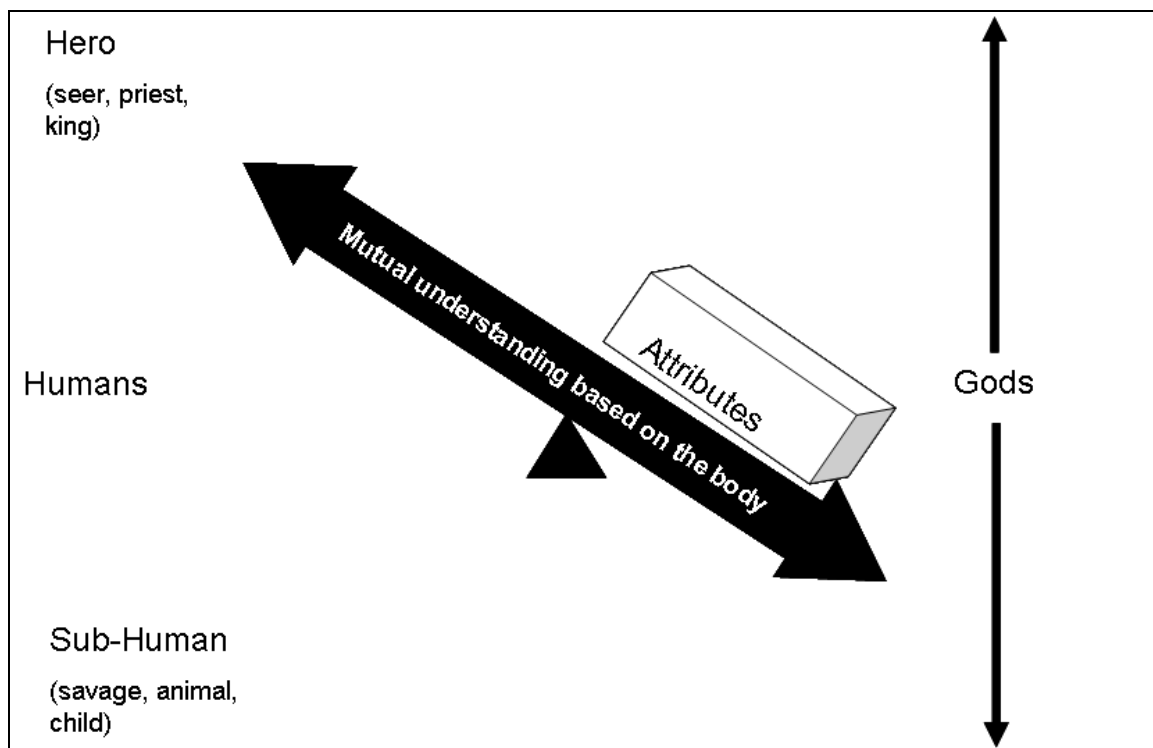 Hero
(seer, priest,
king)
Mutual understanding based on the body
Attributes
Humans
Gods
Sub-Human
(savage, animal,
child)